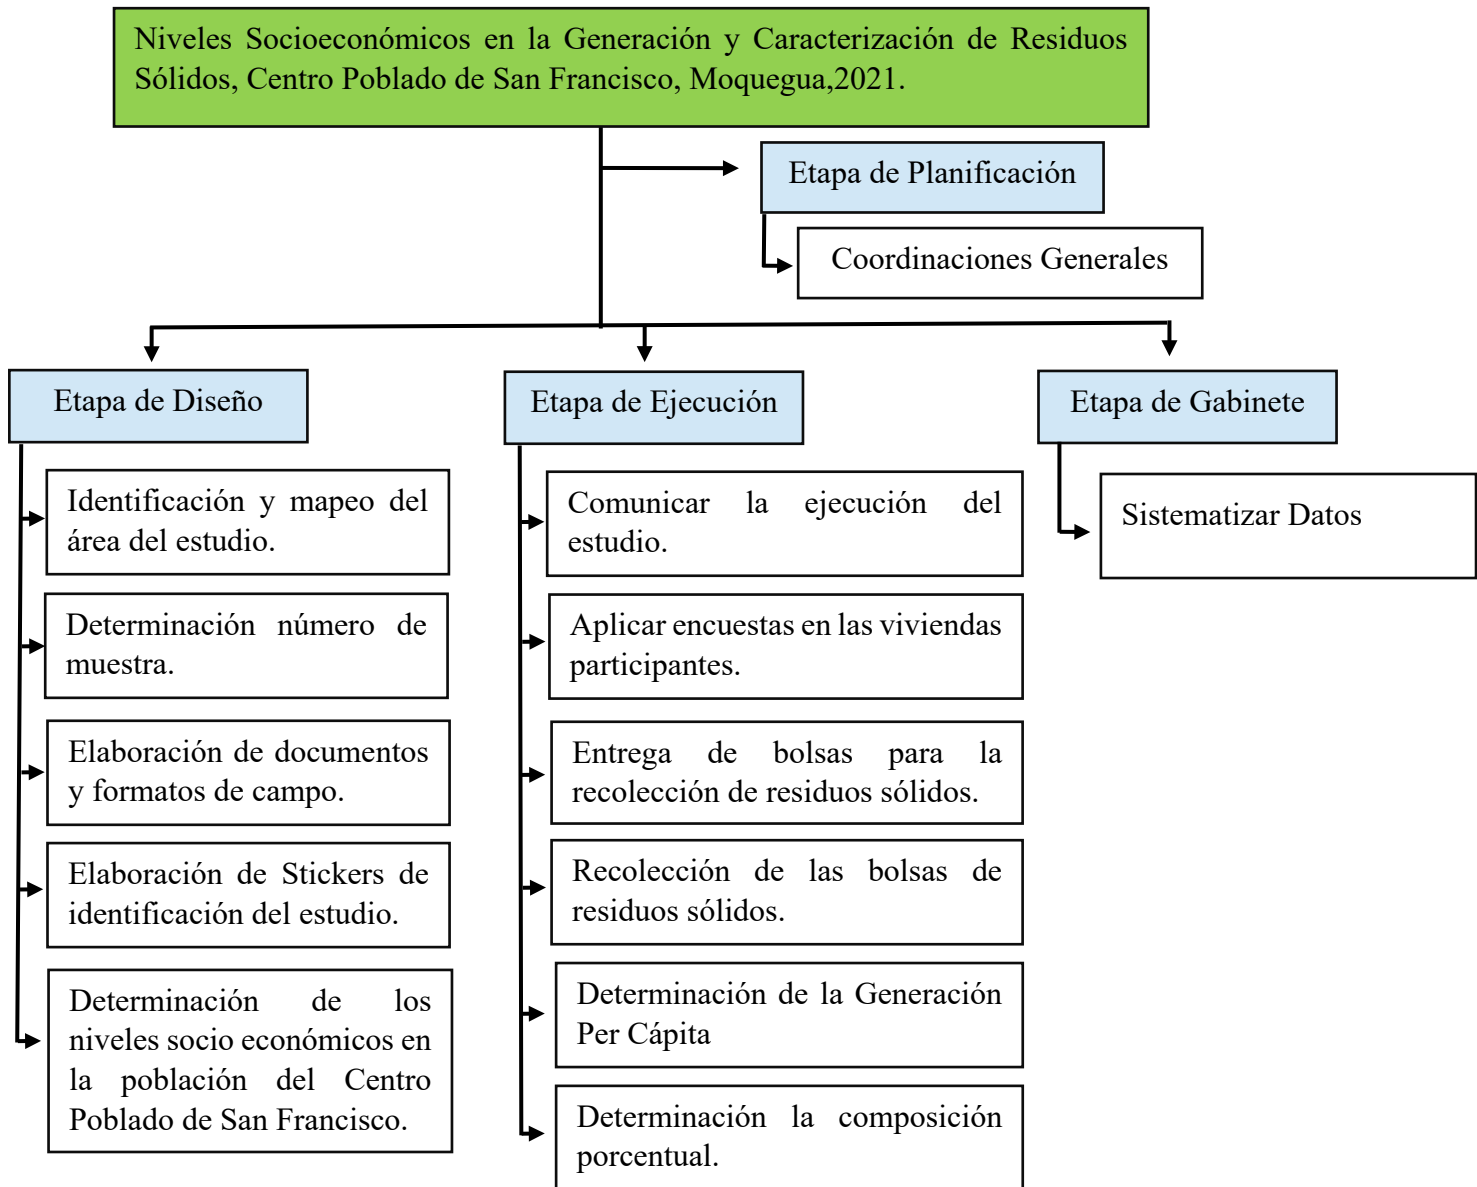 Niveles Socioeconómicos en la Generación y Caracterización de Residuos
Sólidos, Centro Poblado de San Francisco, Moquegua,2021.
Etapa de Planificación
Coordinaciones Generales
Etapa de Diseño
Identificación y mapeo del
área del estudio.
Determinación número de
muestra.
Elaboración de documentos
y formatos de campo.
Elaboración de Stickers de
identificación del estudio.
Determinación de los
niveles socio económicos en
la población del Centro
Poblado de San Francisco.
Etapa de Ejecución
Comunicar la ejecución del
estudio.
Aplicar encuestas en las viviendas
participantes.
Entrega de bolsas para la
recolección de residuos sólidos.
Recolección de las bolsas de
residuos sólidos.
Determinación de la Generación
Per Cápita
Determinación la composición
porcentual.
Etapa de Gabinete
Sistematizar Datos